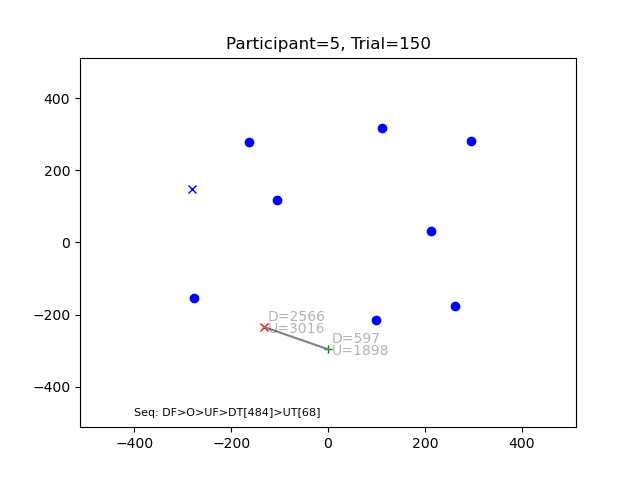 Participant=5, Trial=150
400
200
0
−200
−400
D=2566
U=3016
D=597
U=1898
Seq: DF>O>UF>DT[484]>UT[68]
−400 −200 0 200 400